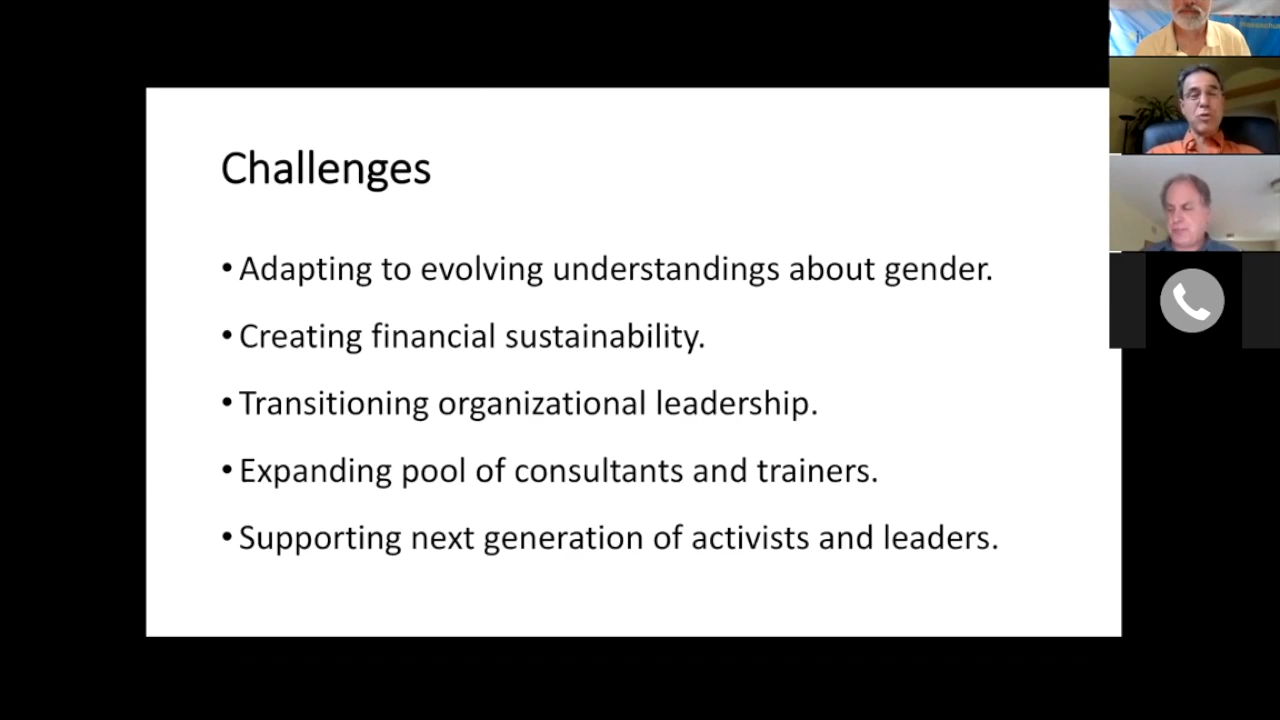 Challenges
• Adapting to evolving understandings about gender.
• Creating financial sustainability.
• Transitioning organizational leadership.
• Expanding pool of consultants and trainers.
• Supporting next generation of activists and leaders.